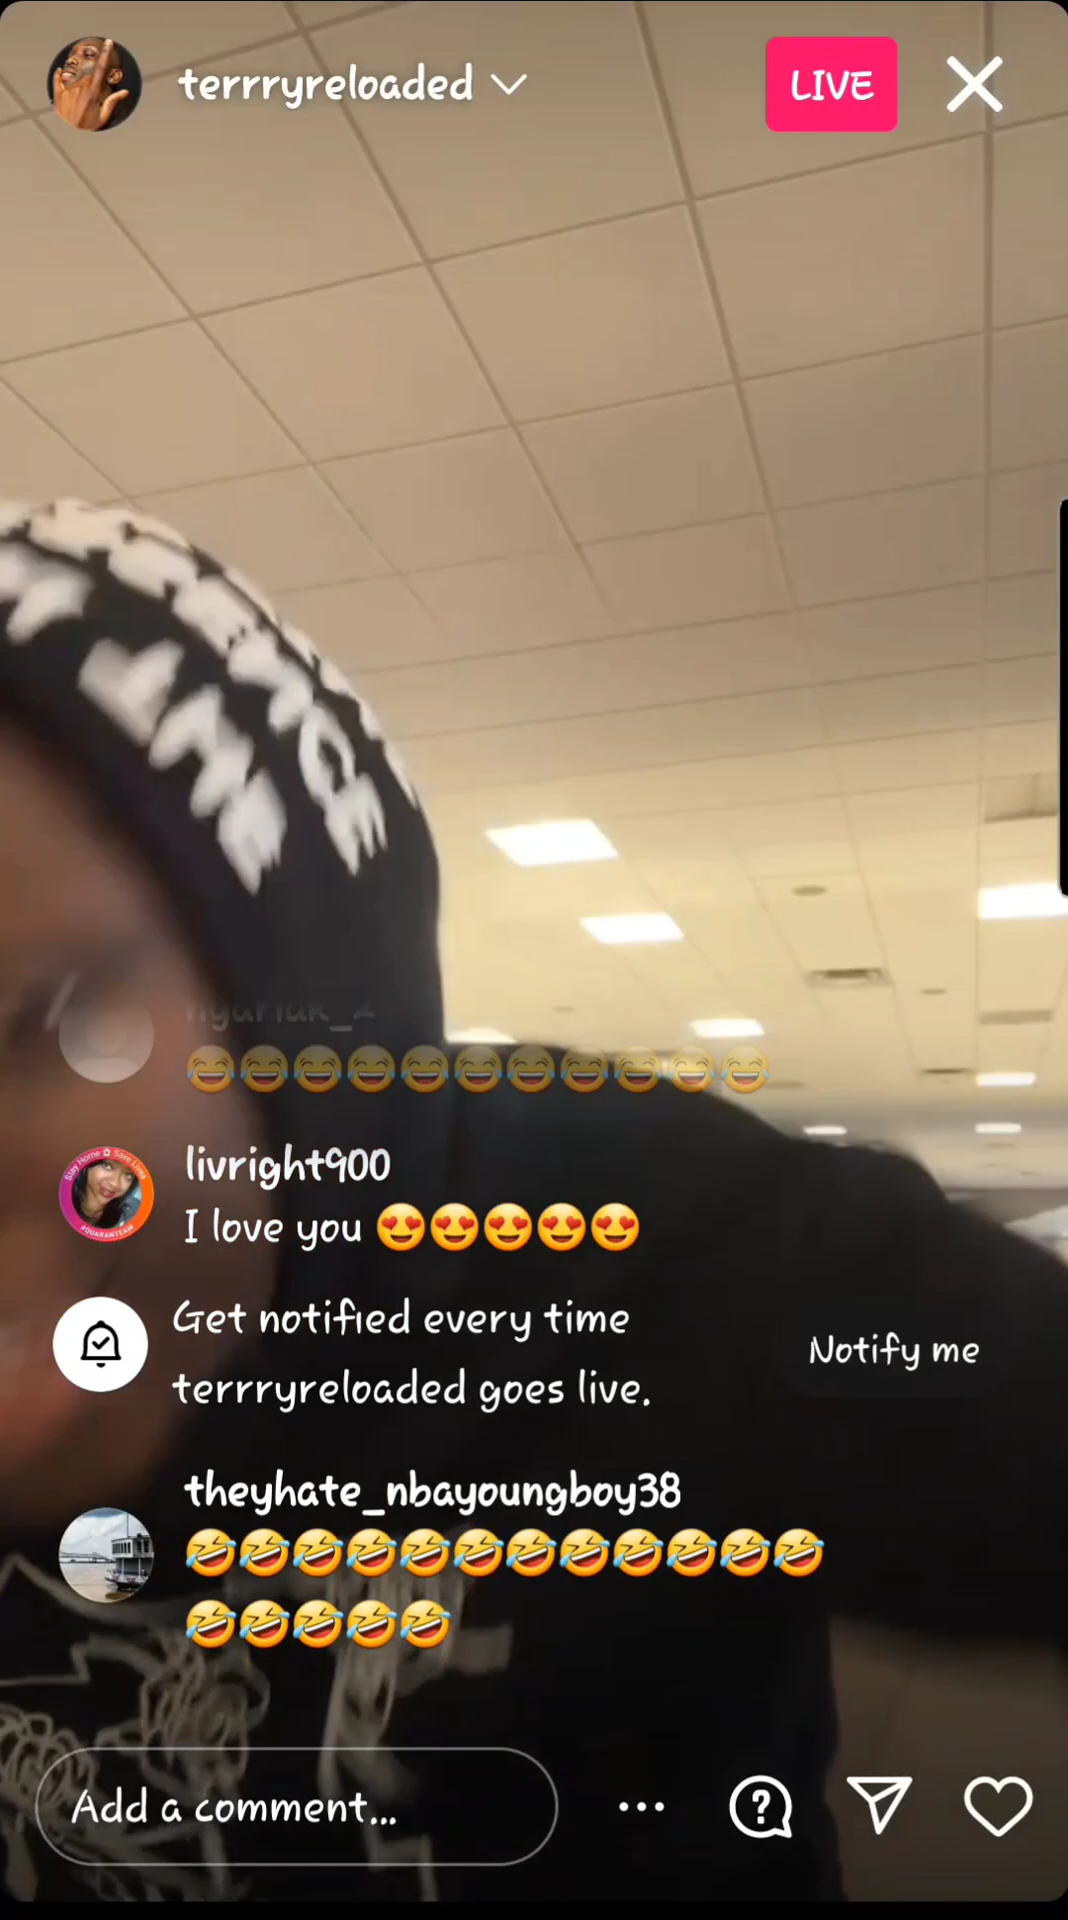 terrryreloaded
LIVE
livright900
I love you 😍😍😍😍😍
Get notified every time
terrryreloaded goes live.
Notify me
theyhate_nbayoungboy38
🤣🤣🤣🤣🤣🤣🤣🤣🤣🤣🤣🤣
🤣🤣🤣🤣🤣
Add a comment...